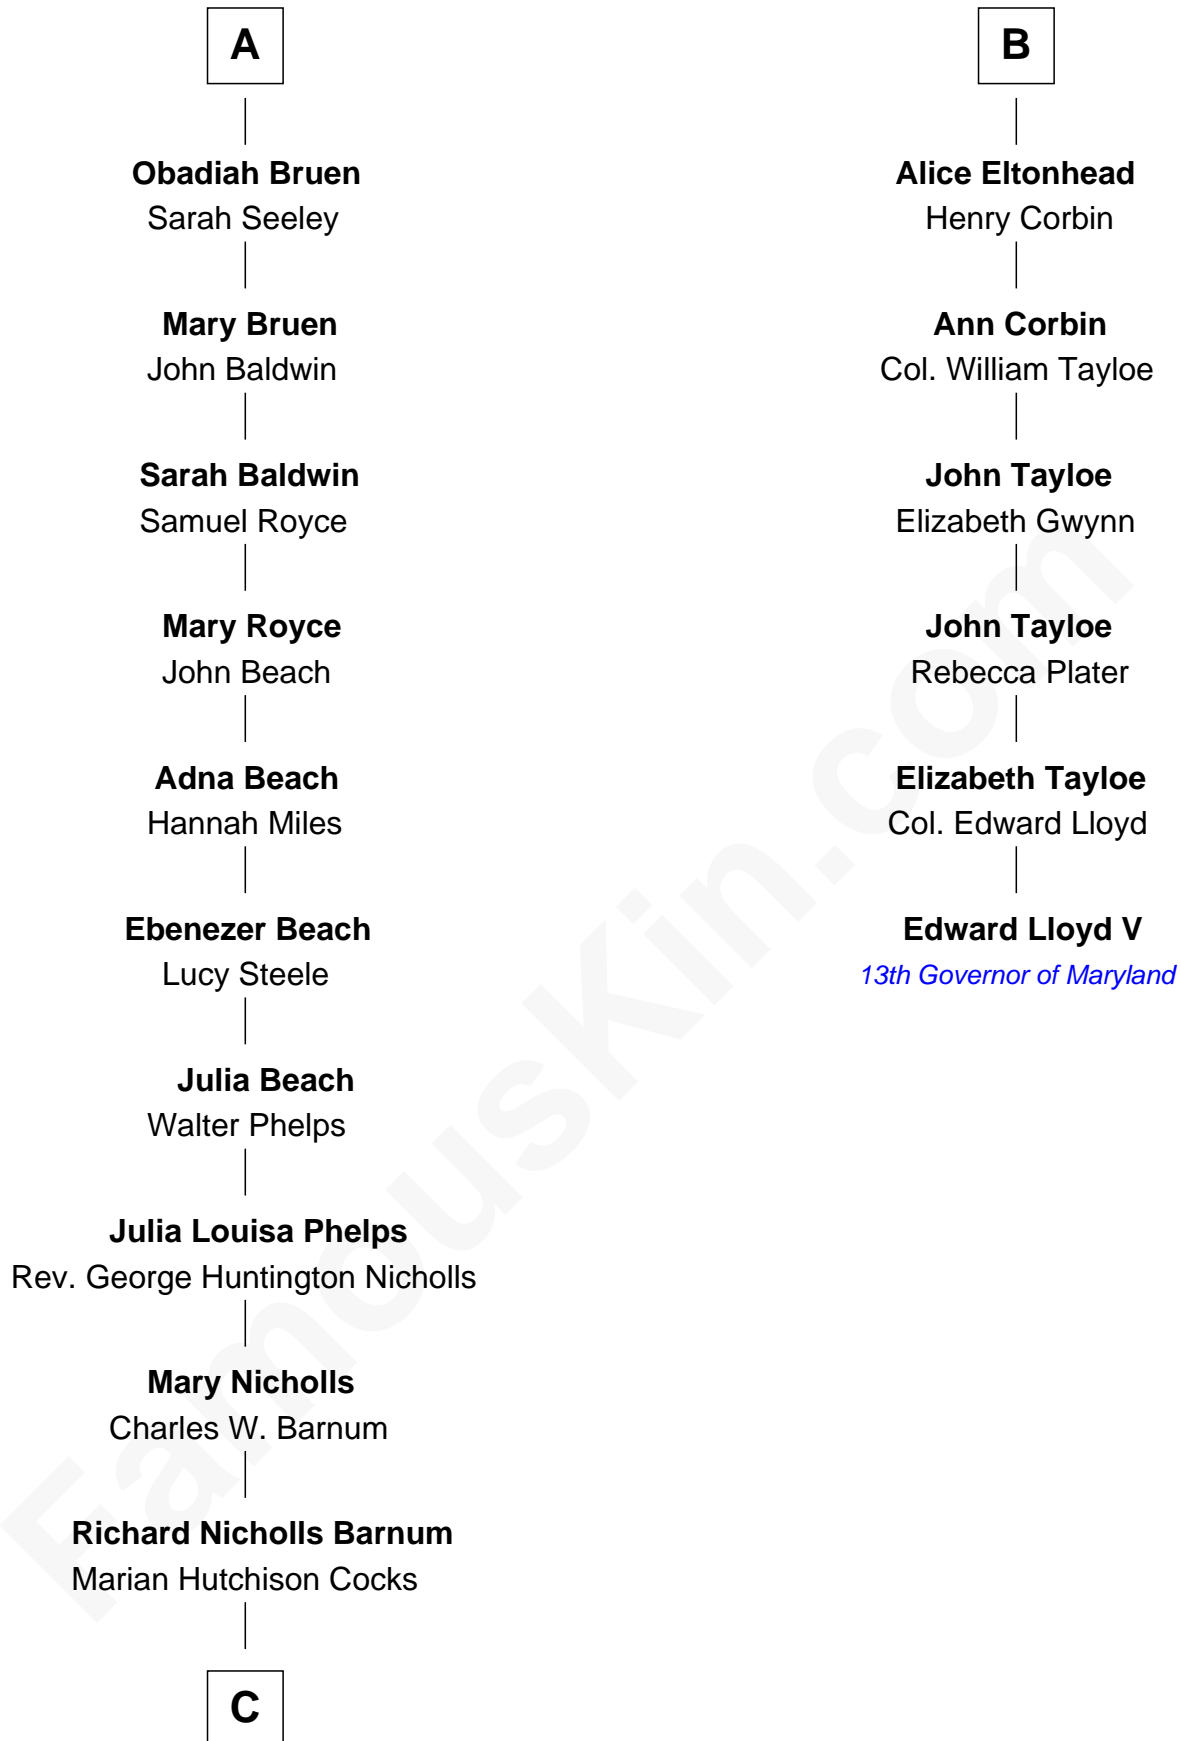 A
Obadiah Bruen
Sarah Seeley
Mary Bruen
John Baldwin
Sarah Baldwin
Samuel Royce
Mary Royce
John Beach
Adna Beach
Hannah Miles
Ebenezer Beach
Lucy Steele
Julia Beach
Walter Phelps
Julia Louisa Phelps
Rev. George Huntington Nicholls
Mary Nicholls
Charles W. Barnum
Richard Nicholls Barnum
Marian Hutchison Cocks
C
B
Alice Eltonhead
Henry Corbin
Ann Corbin
Col. William Tayloe
John Tayloe
Elizabeth Gwynn
John Tayloe
Rebecca Plater
Elizabeth Tayloe
Col. Edward Lloyd
Edward Lloyd V
13th Governor of Maryland
FamousKin.com